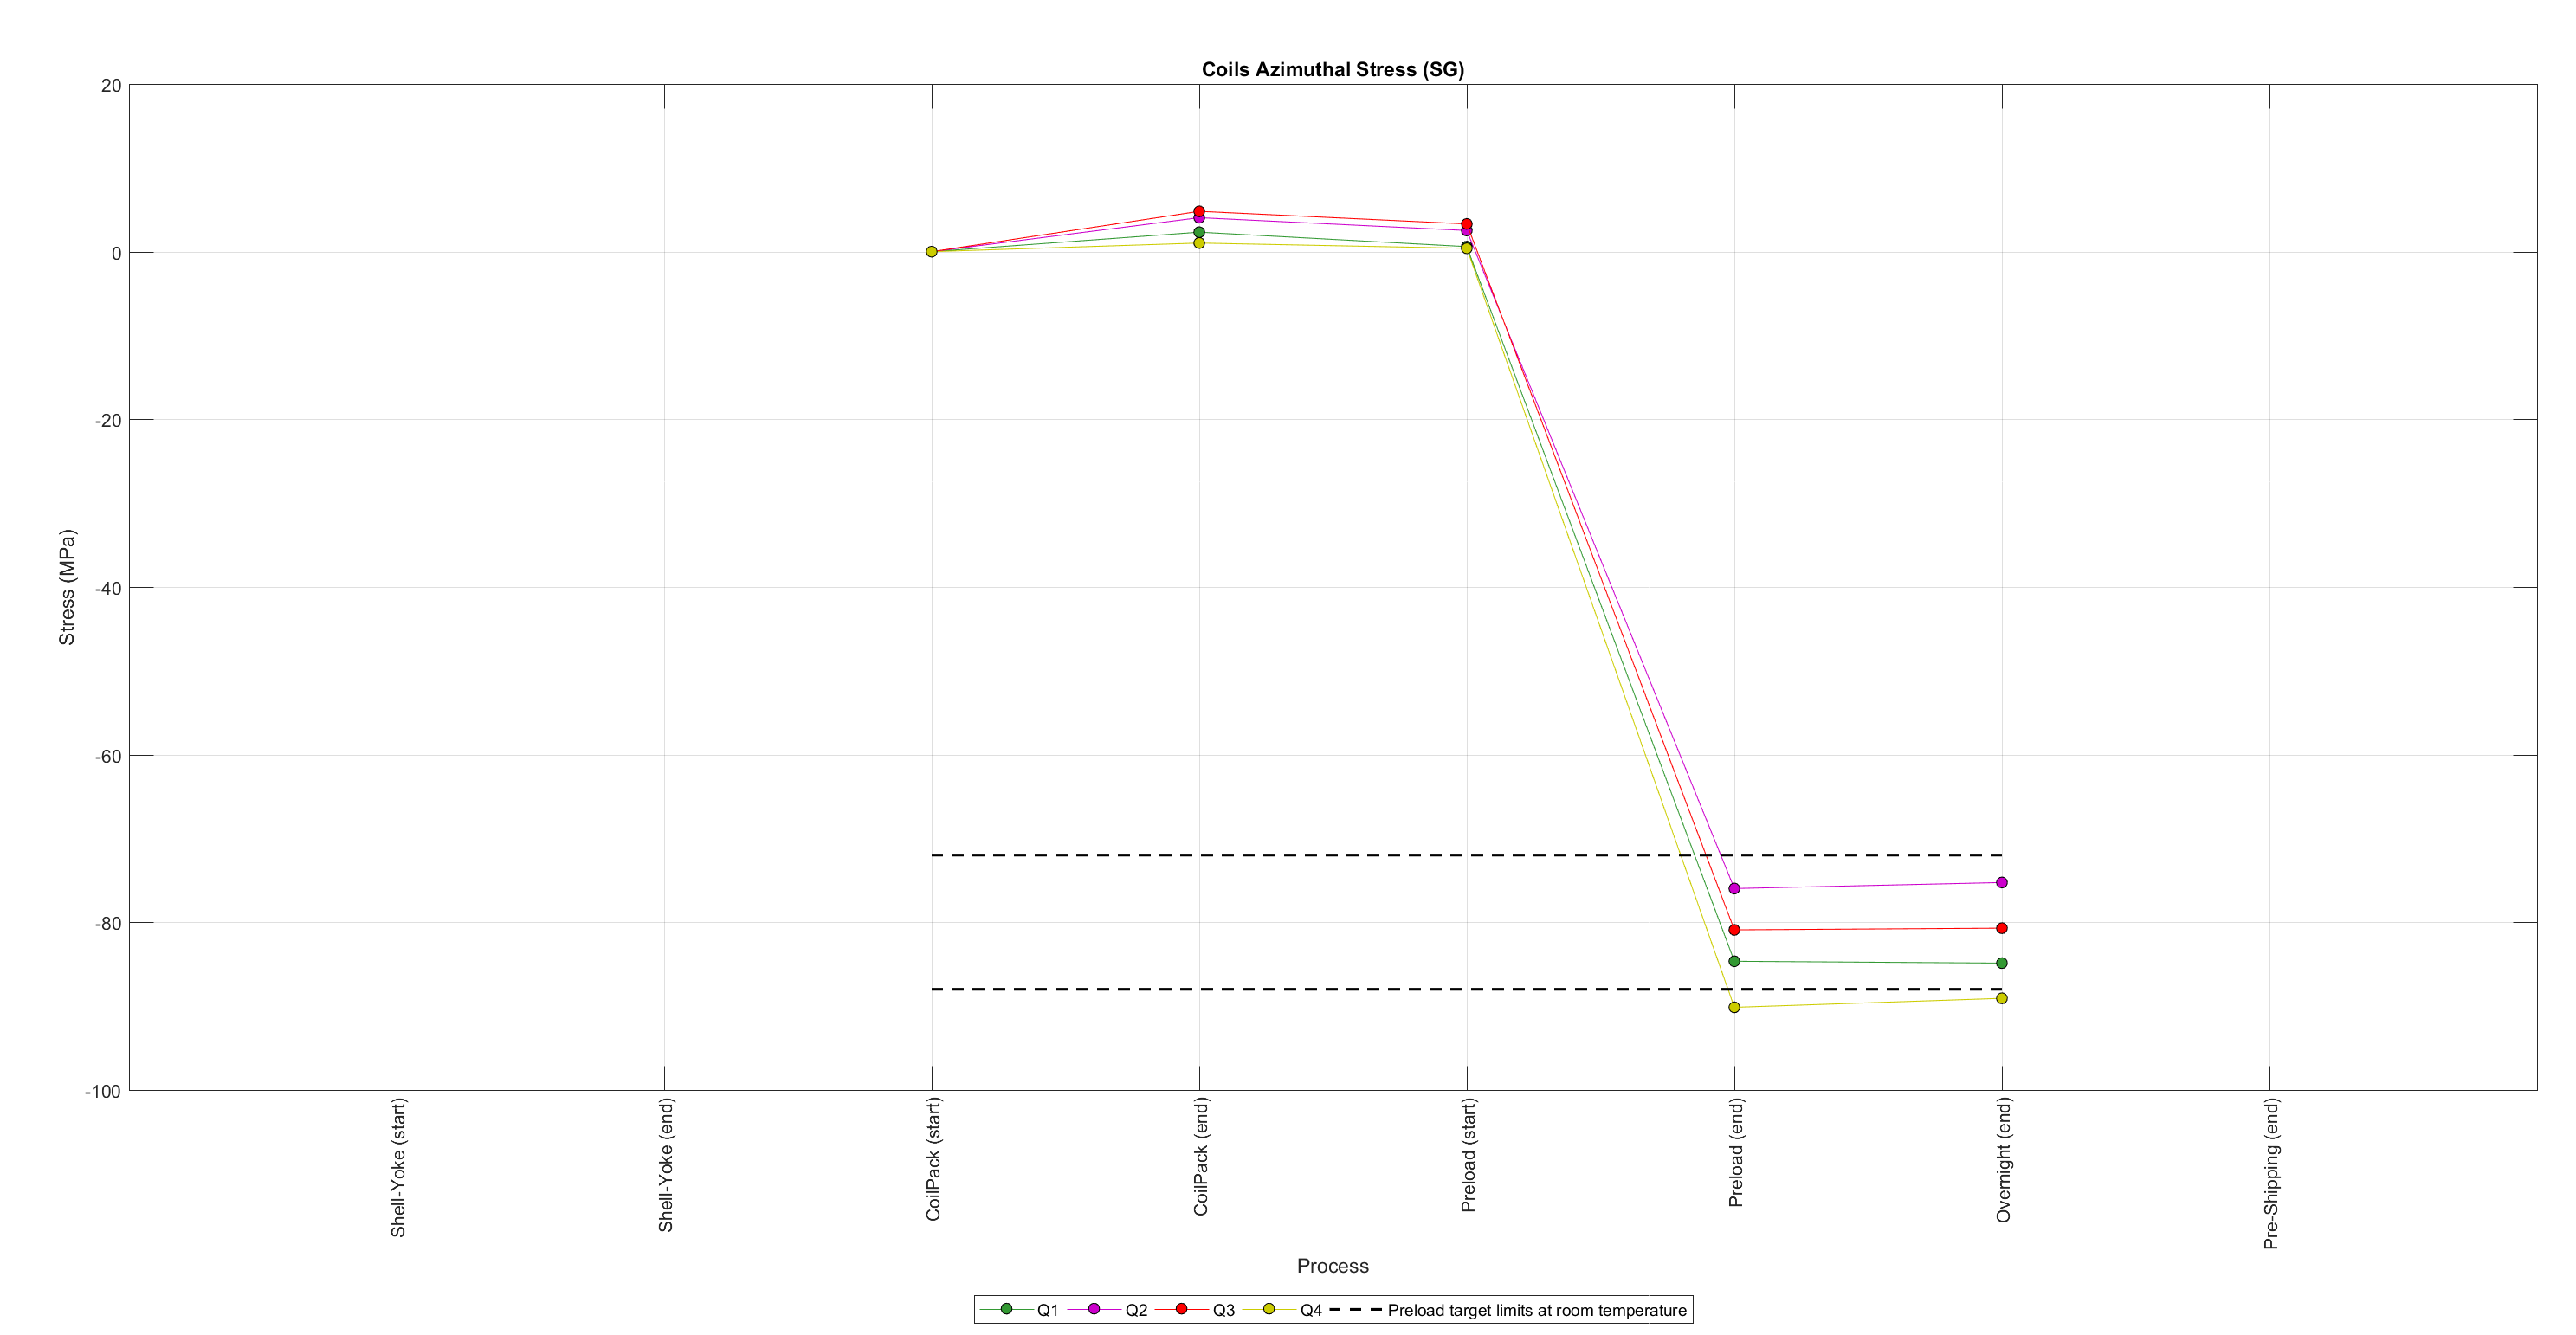 Coils Azimuthal Stress (SG)
20
0
-20
-40
-60
-80
-100
Stress (MPa)
Shell-Yoke (start)
Shell-Yoke (end)
CoilPack (start)
CoilPack (end)
Preload (start)
Preload (end)
Overnight (end)
Pre-Shipping (end)
Process
Q1 Q2 Q3 Q4 Preload target limits at room temperature